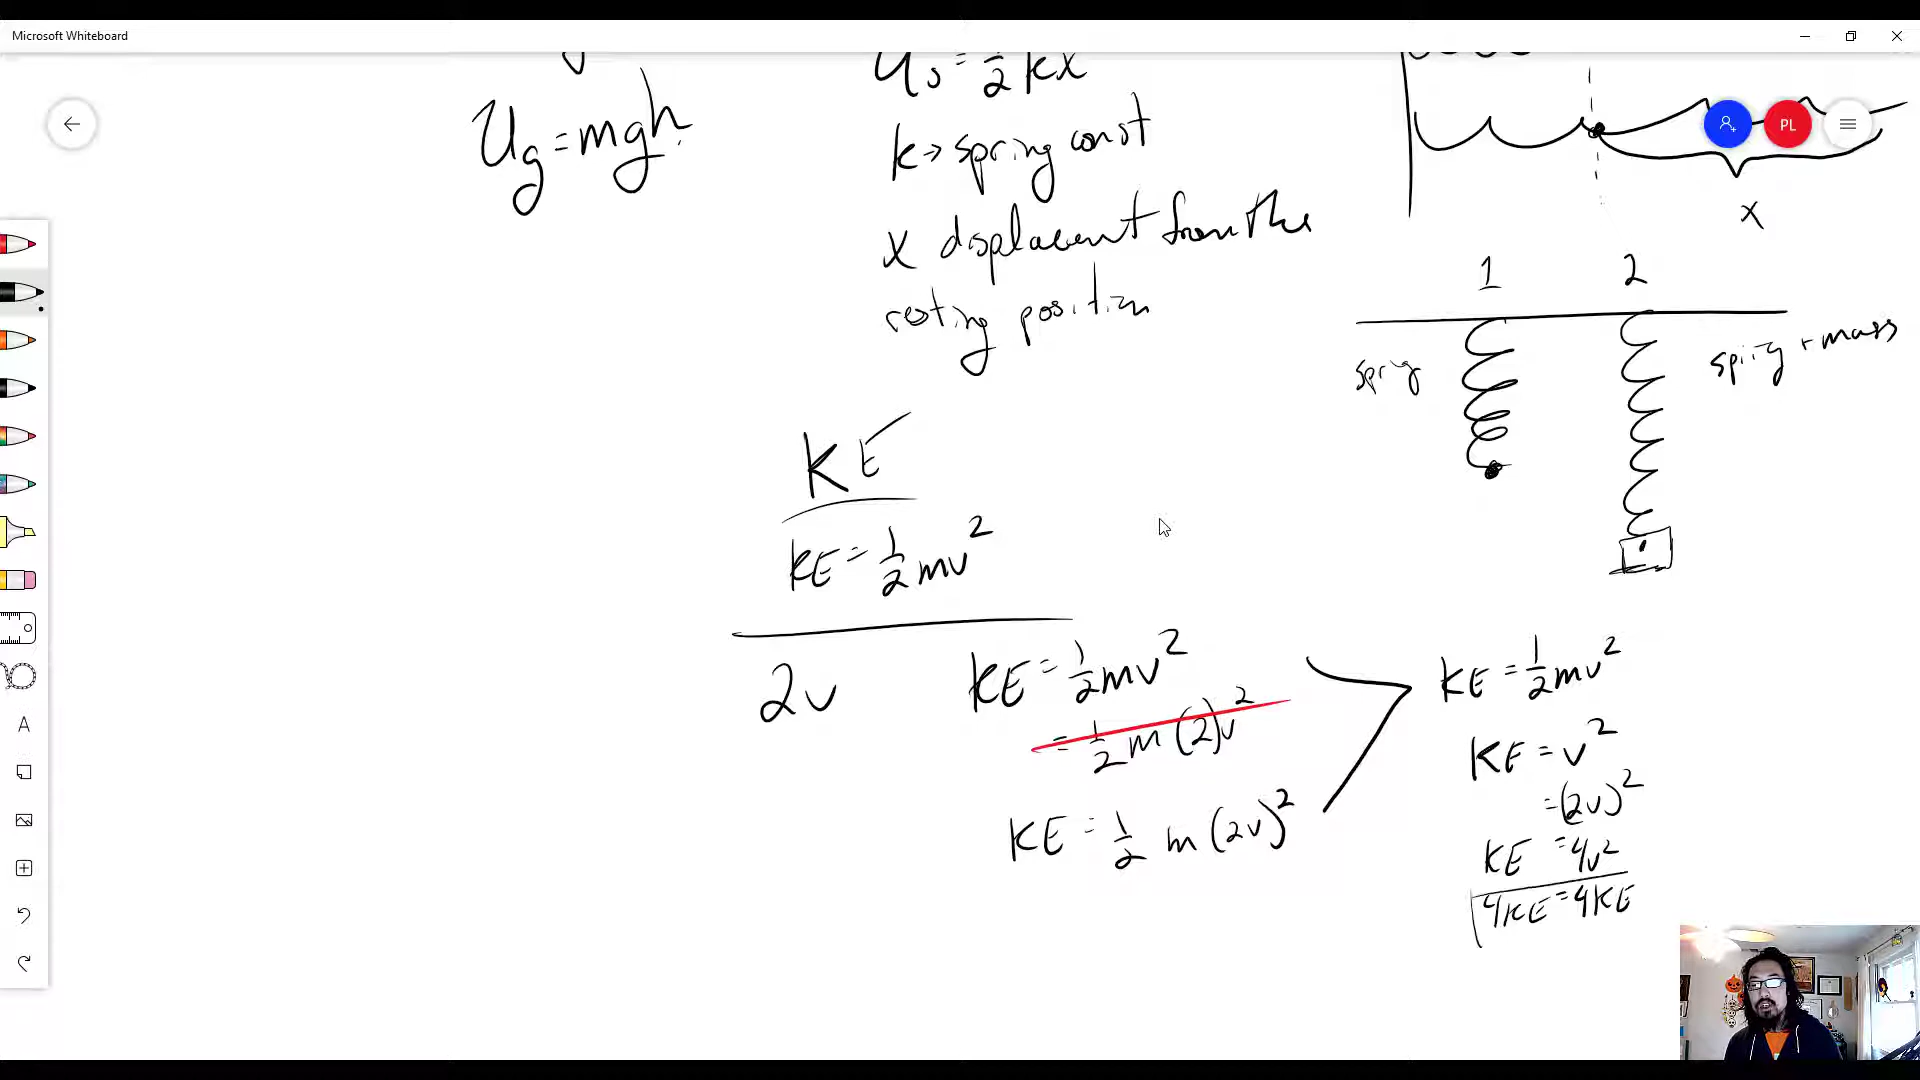 Microsoft Whiteboard
Us = 1/2 kx
Ug = mgh
k → spring const
x displacement from the
resting position
PL
x
1 2
spring
spring + mass
KE
KE = 1/2 mv²
2v
KE = 1/2 mv²
= 1/2 m (2)v²
KE = 1/2 m (2v)²
KE = 1/2 mv²
KE = v²
= (2v)²
KE = 4v²
4KE = 4KE
A